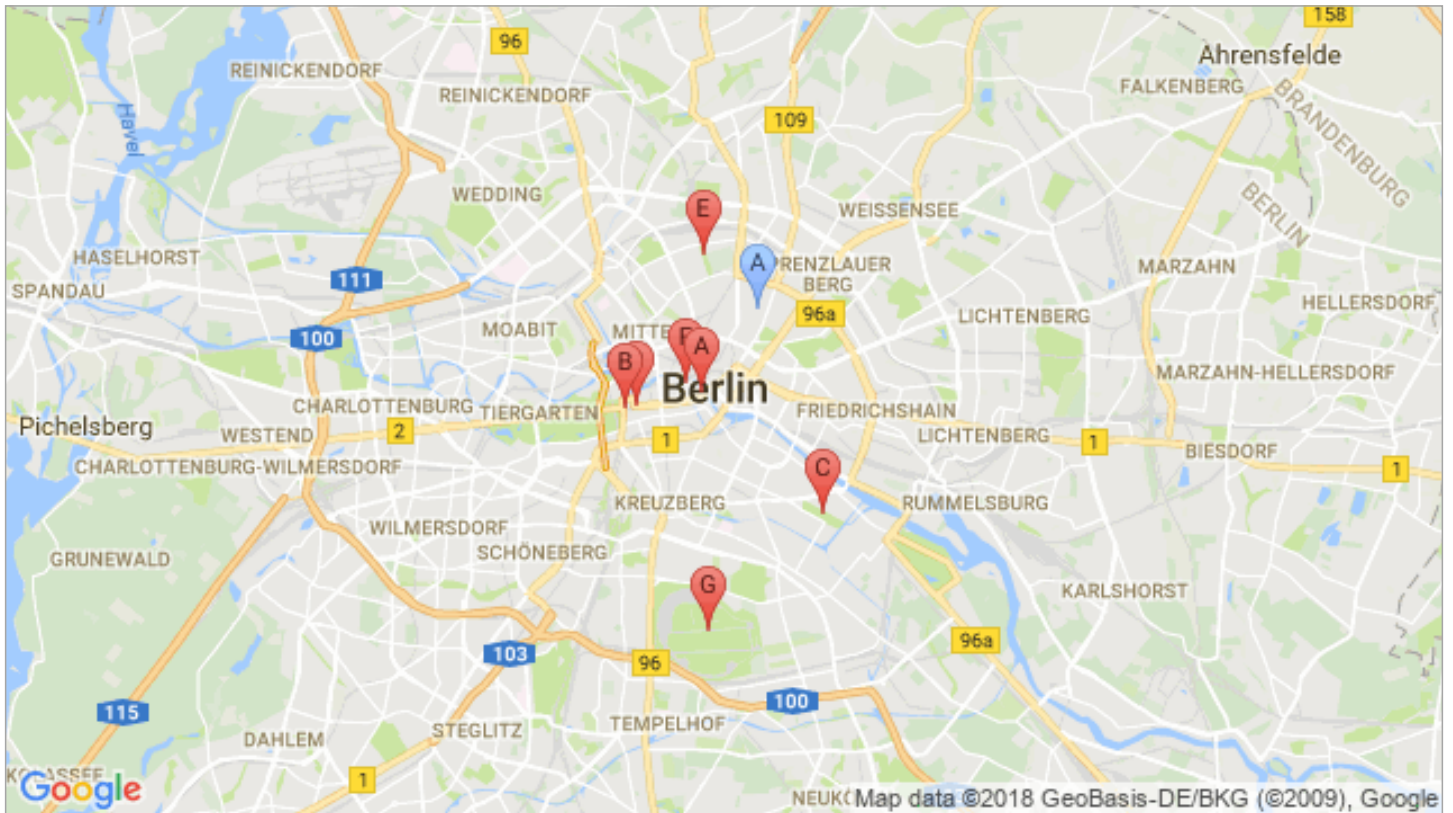 158
96
Ahrensfelde
REINICKENDORF
FALKENBERG
REINICKENDORF
BRANDENBURG
109
Havel
WEDDING
E
WEISSENSEE
BERLIN
HASELHORST
A
PRENZLAUER
BERG
MARZAHN
111
SPANDAU
HELLERSDORF
96a
LICHTENBERG
MOABIT
MITTE
100
F
A
B
MARZAHN-HELLERSDORF
Berlin
CHARLOTTENBURG
TIERGARTEN
FRIEDRICHSHAIN
Pichelsberg
WESTEND
2
1
LICHTENBERG
1
BIESDORF
CHARLOTTENBURG-WILMERSDORF
C
1
KREUZBERG
RUMMELSBURG
WILMERSDORF
SCHÖNEBERG
GRUNEWALD
G
KARLSHORST
96a
103
96
100
115
TEMPELHOF
STEGLITZ
DAHLEM
1
Google
NEUKÖ
Map data ©2018 GeoBasis-DE/BKG (©2009), Google